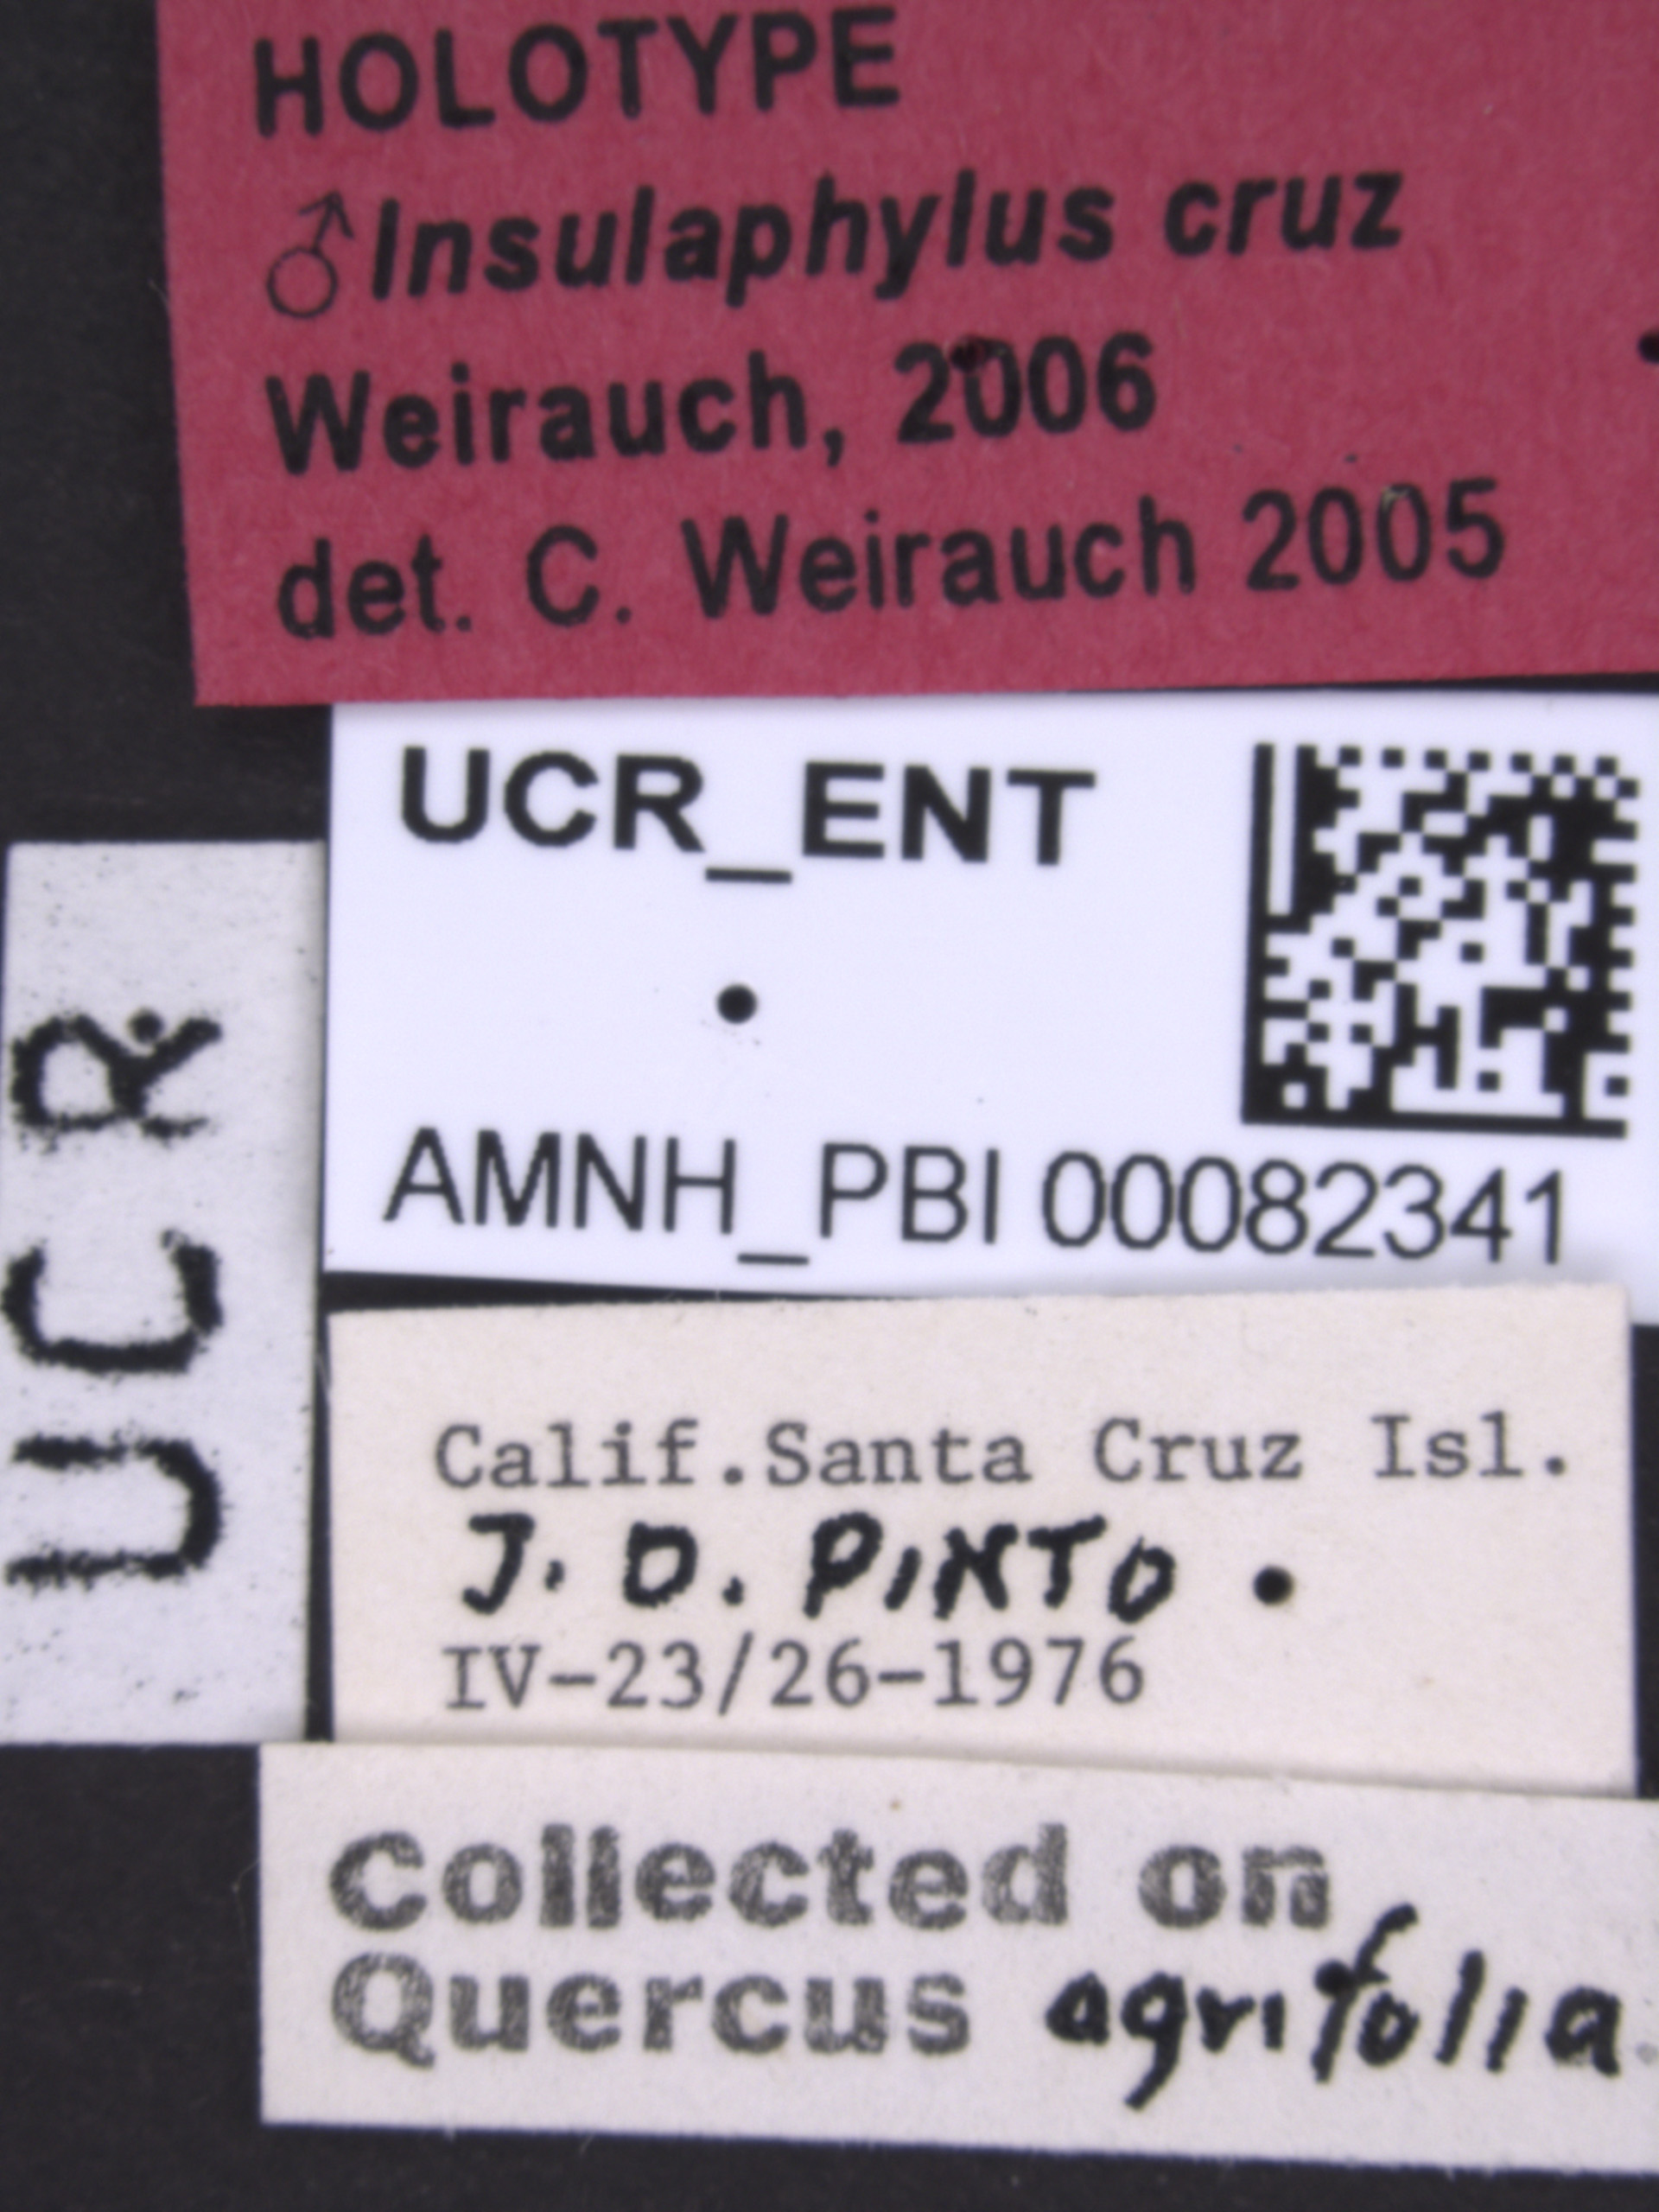 HOLOTYPE
♂Insulaphylus cruz
Weirauch, 2006
det. C. Weirauch 2005
UCR_ENT
AMNH_PBI 00082341
UCR
Calif.Santa Cruz Isl.
J. D. PINTO
IV-23/26-1976
Collected on
Quercus agrifolia